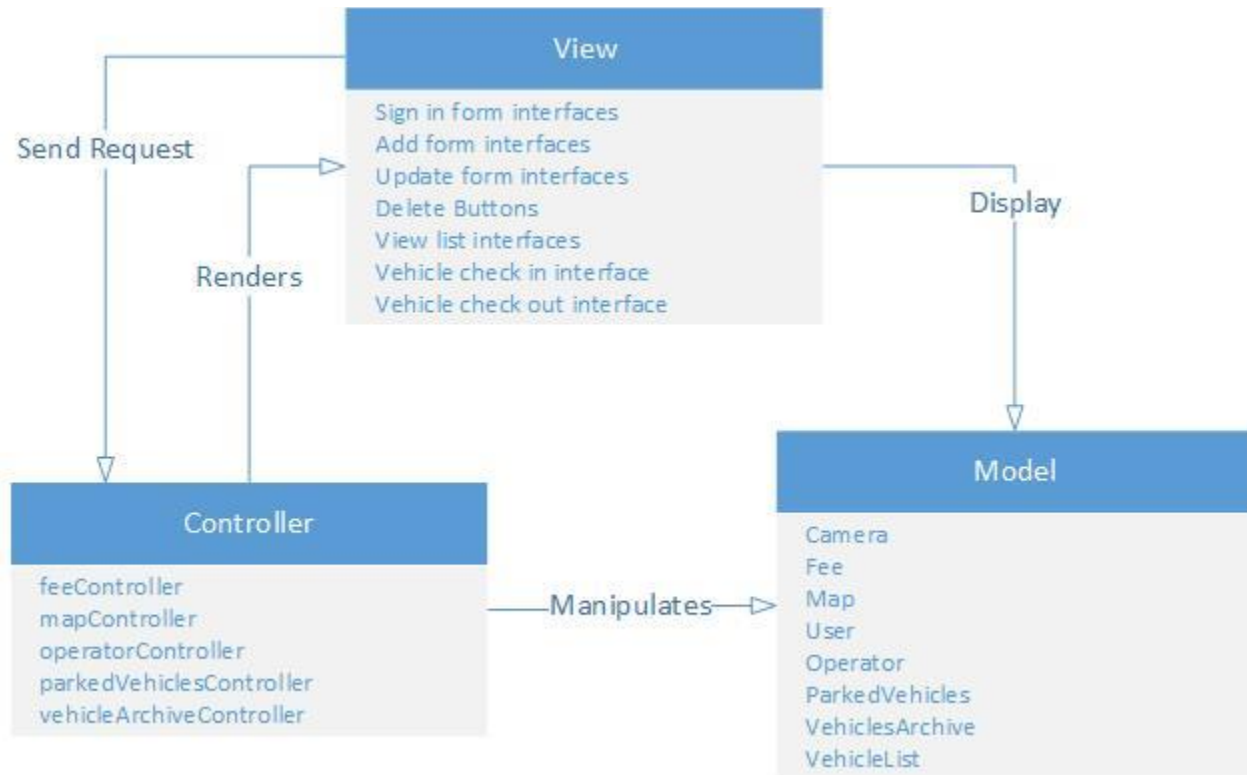 View
Sign in form interfaces
Add form interfaces
Update form interfaces
Delete Buttons
View list interfaces
Vehicle check in interface
Vehicle check out interface
Send Request
Renders
Display
Controller
feeController
mapController
operatorController
parkedVehiclesController
vehicleArchiveController
Manipulates
Model
Camera
Fee
Map
User
Operator
ParkedVehicles
VehiclesArchive
VehicleList